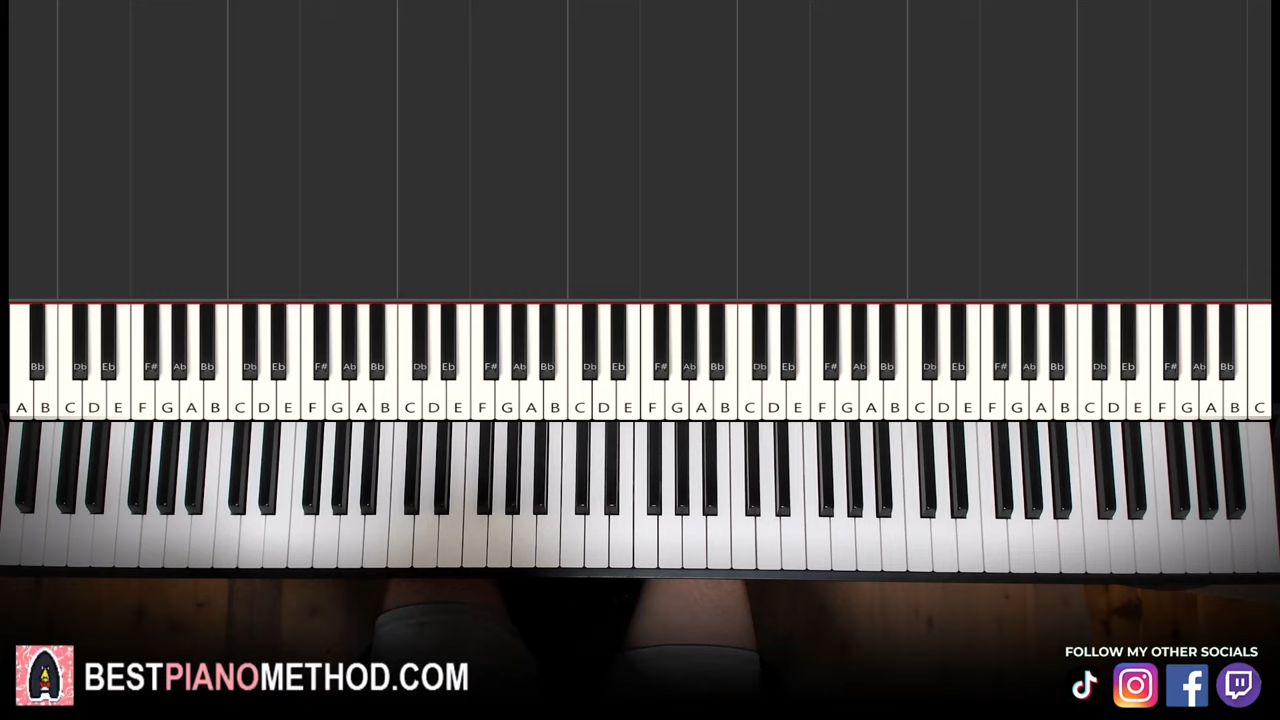 Bb Db Eb F# Ab Bb Db Eb F# Ab Bb Db Eb F# Ab Bb Db Eb F# Ab Bb Db Eb F# Ab Bb Db Eb F# Ab Bb Db Eb F# Ab Bb
A B C D E F G A B C D E F G A B C D E F G A B C D E F G A B C D E F G A B C D E F G A B C D E F G A B C
FOLLOW MY OTHER SOCIALS
BESTPIANOMETHOD.COM